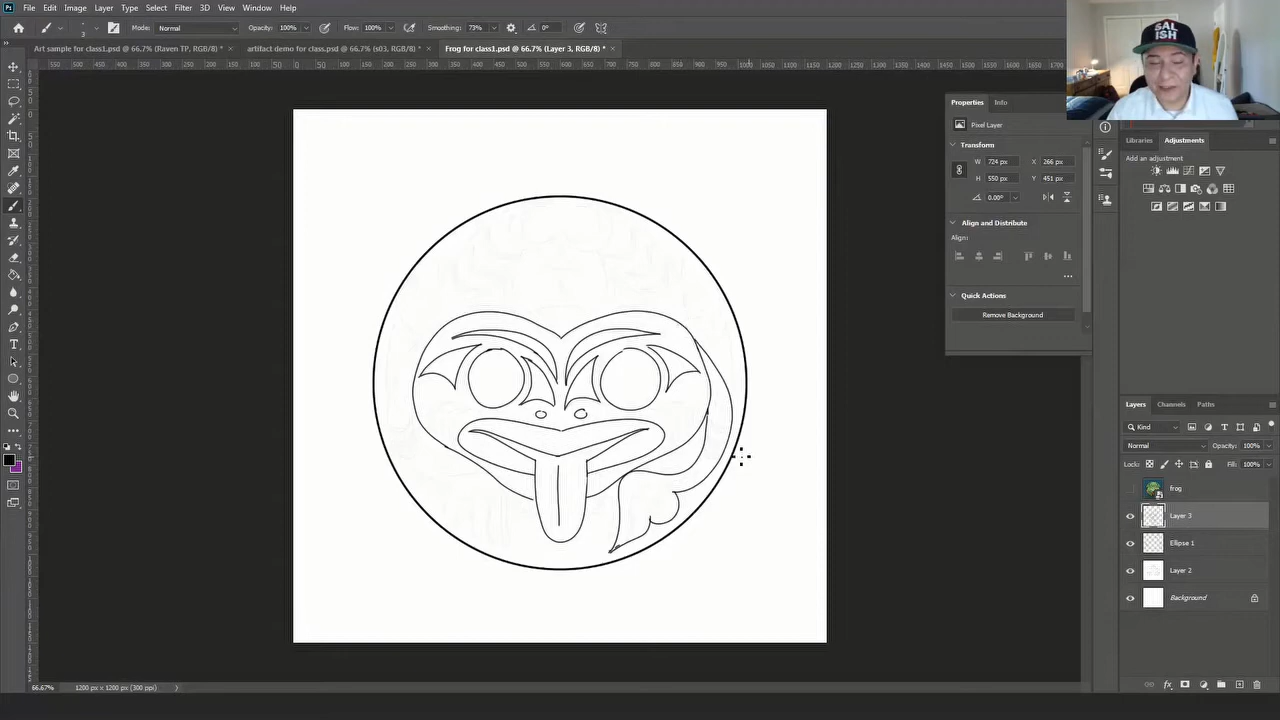 Ps File Edit Image Layer Type Select Filter 3D View Window Help
3 Mode: Normal Opacity: 100% Flow: 100% Smoothing: 73% 0°
Art sample for class1.psd @ 66.7% (Raven TP, RGB/8) * × artifact demo for class.psd @ 66.7% (s03, RGB/8) * × Frog for class1.psd @ 66.7% (Layer 3, RGB/8) * ×
SAL
ISH
Properties Info
Pixel Layer
Transform
W 724 px X 266 px
H 550 px Y 451 px
0.00°
Align and Distribute
Align:
Quick Actions
Remove Background
Libraries Adjustments
Add an adjustment
Layers Channels Paths
Kind
Normal Opacity: 100%
Lock: Fill: 100%
frog
Layer 3
Ellipse 1
Layer 2
Background
66.67% 1200 px x 1200 px (300 ppi)